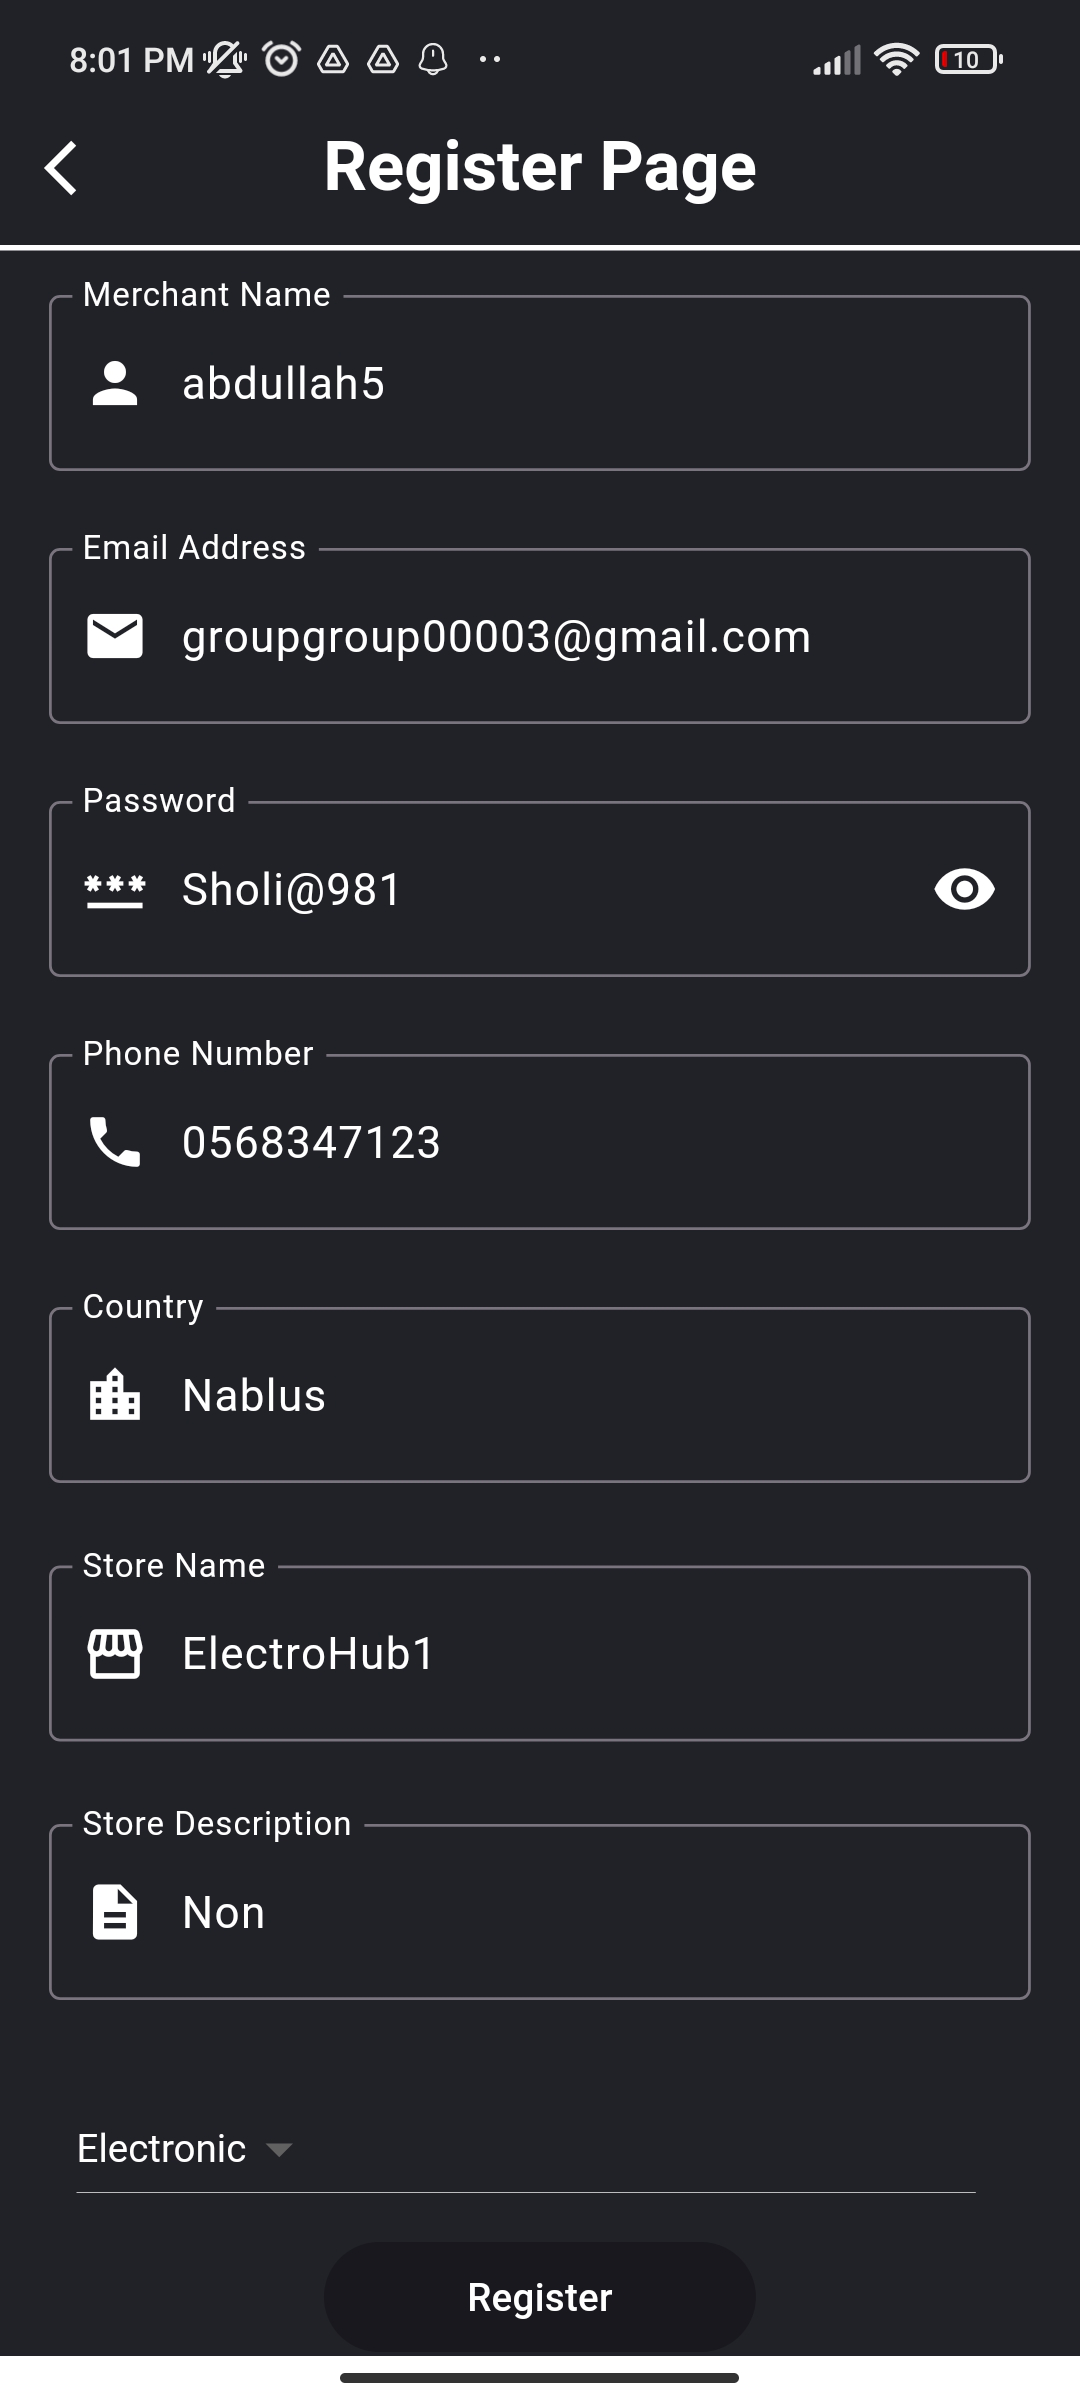 8:01 PM
10
Register Page
Merchant Name
abdullah5
Email Address
groupgroup00003@gmail.com
Password
*** Sholi@981
Phone Number
0568347123
Country
Nablus
Store Name
ElectroHub1
Store Description
Non
Electronic
Register